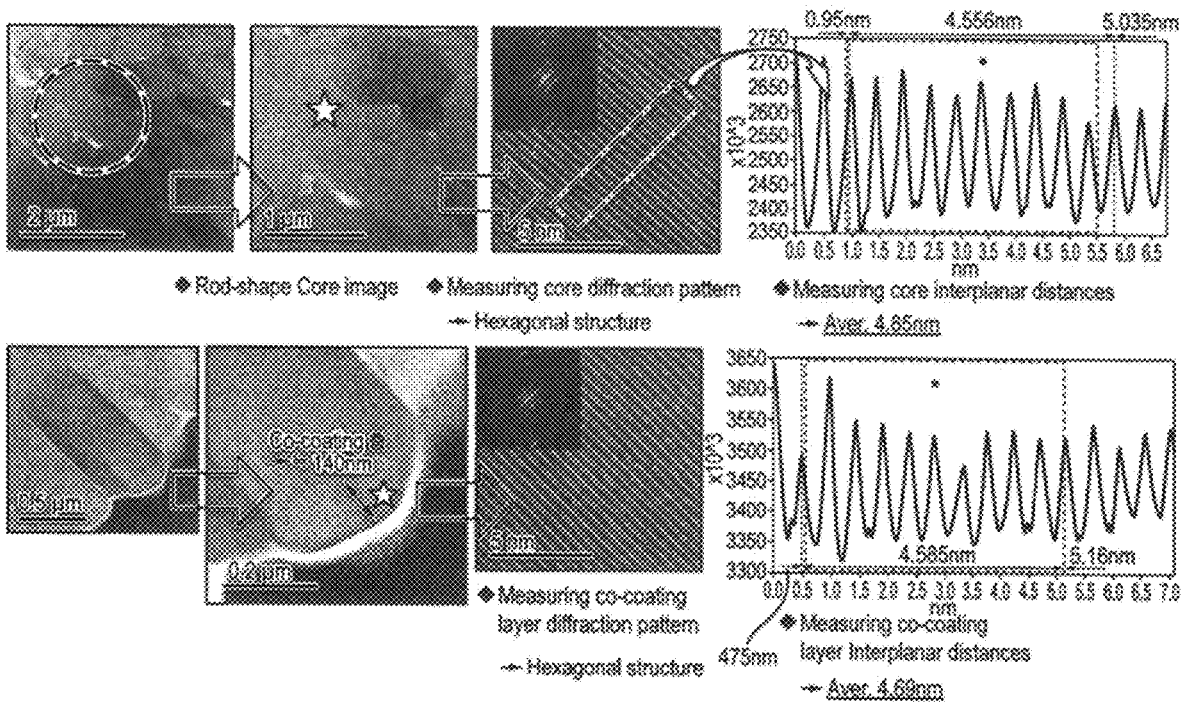 0.95nm 4.556nm 5.035nm
2750
2700
2650
2600
2550
2500
2450
2400
2350
x10^3
0.0 0.5 1.0 1.5 2.0 2.5 3.0 3.5 4.0 4.5 5.0 5.5 6.0 6.5
nm
2 μm
1 μm
5 nm
◆ Rod-shape Core image
◆ Measuring core diffraction pattern
→ Hexagonal structure
◆ Measuring core interplanar distances
→ Aver. 4.85nm
0.5 μm
Co-coating
~ 140nm
0.2 μm
5 nm
3650
3600
3550
3500
3450
3400
3350
3300
x10^3
4.585nm 5.16nm
0.0 0.5 1.0 1.5 2.0 2.5 3.0 3.5 4.0 4.5 5.0 5.5 6.0 6.5 7.0
nm
475nm
◆ Measuring co-coating
layer diffraction pattern
→ Hexagonal structure
◆ Measuring co-coating
layer Interplanar distances
→ Aver. 4.69nm